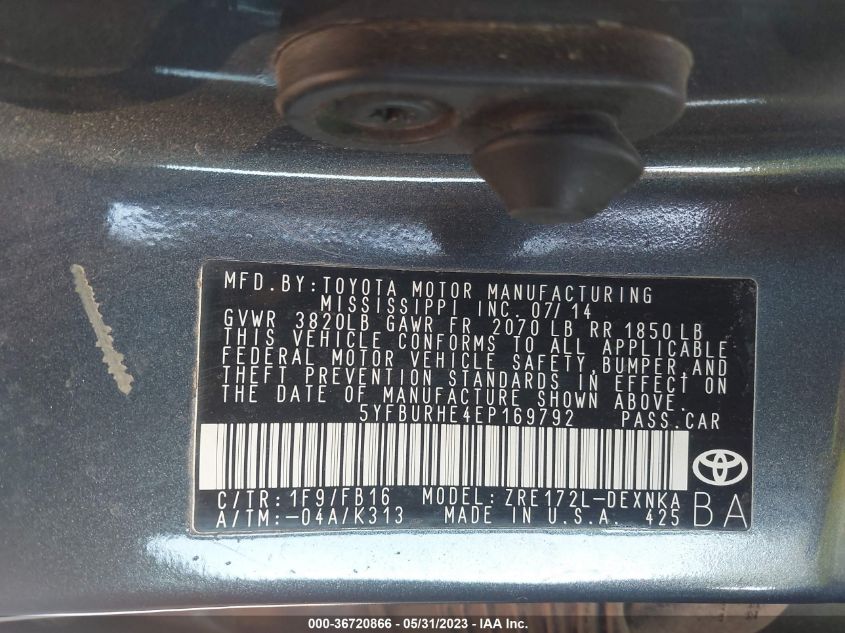 MFD.BY:TOYOTA MOTOR MANUFACTURING
MISSISSIPPI INC. 07/14
GVWR 3820LB GAWR FR 2070 LB RR 1850 LB
THIS VEHICLE CONFORMS TO ALL APPLICABLE
FEDERAL MOTOR VEHICLE SAFETY,BUMPER,AND
THEFT PREVENTION STANDARDS IN EFFECT ON
THE DATE OF MANUFACTURE SHOWN ABOVE.
5YFBURHE4EP169792 PASS.CAR
C/TR:1F9/FB16 MODEL:ZRE172L-DEXNKA
A/TM:-04A/K313 MADE IN U.S.A. 425
BA
000-36720866 - 05/31/2023 - IAA Inc.